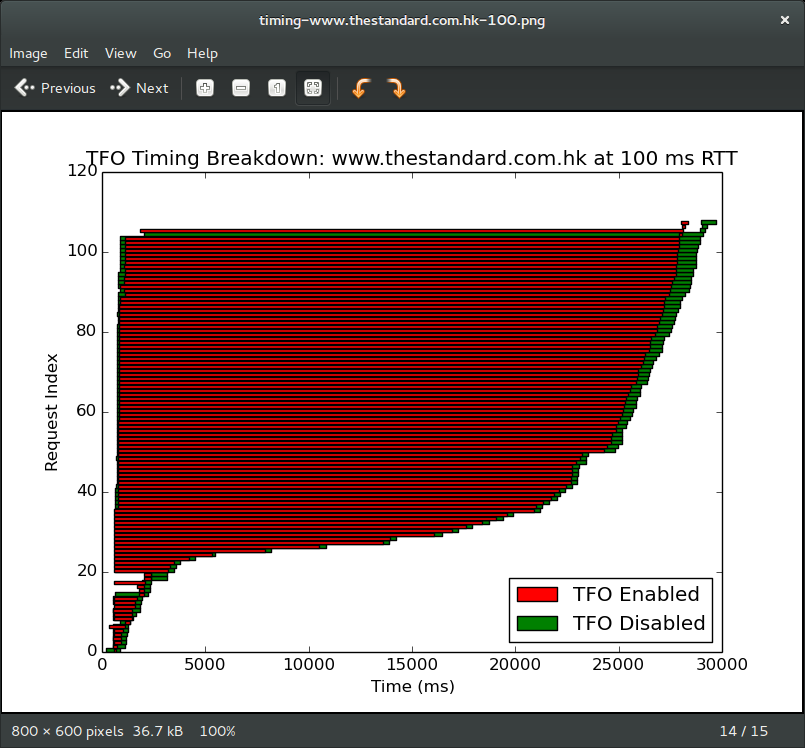 timing-www.thestandard.com.hk-100.png
Image Edit View Go Help
Previous Next
TFO Timing Breakdown: www.thestandard.com.hk at 100 ms RTT
120
100
80
60
40
20
0
Request Index
TFO Enabled
TFO Disabled
0 5000 10000 15000 20000 25000 30000
Time (ms)
800 × 600 pixels 36.7 kB 100% 14 / 15